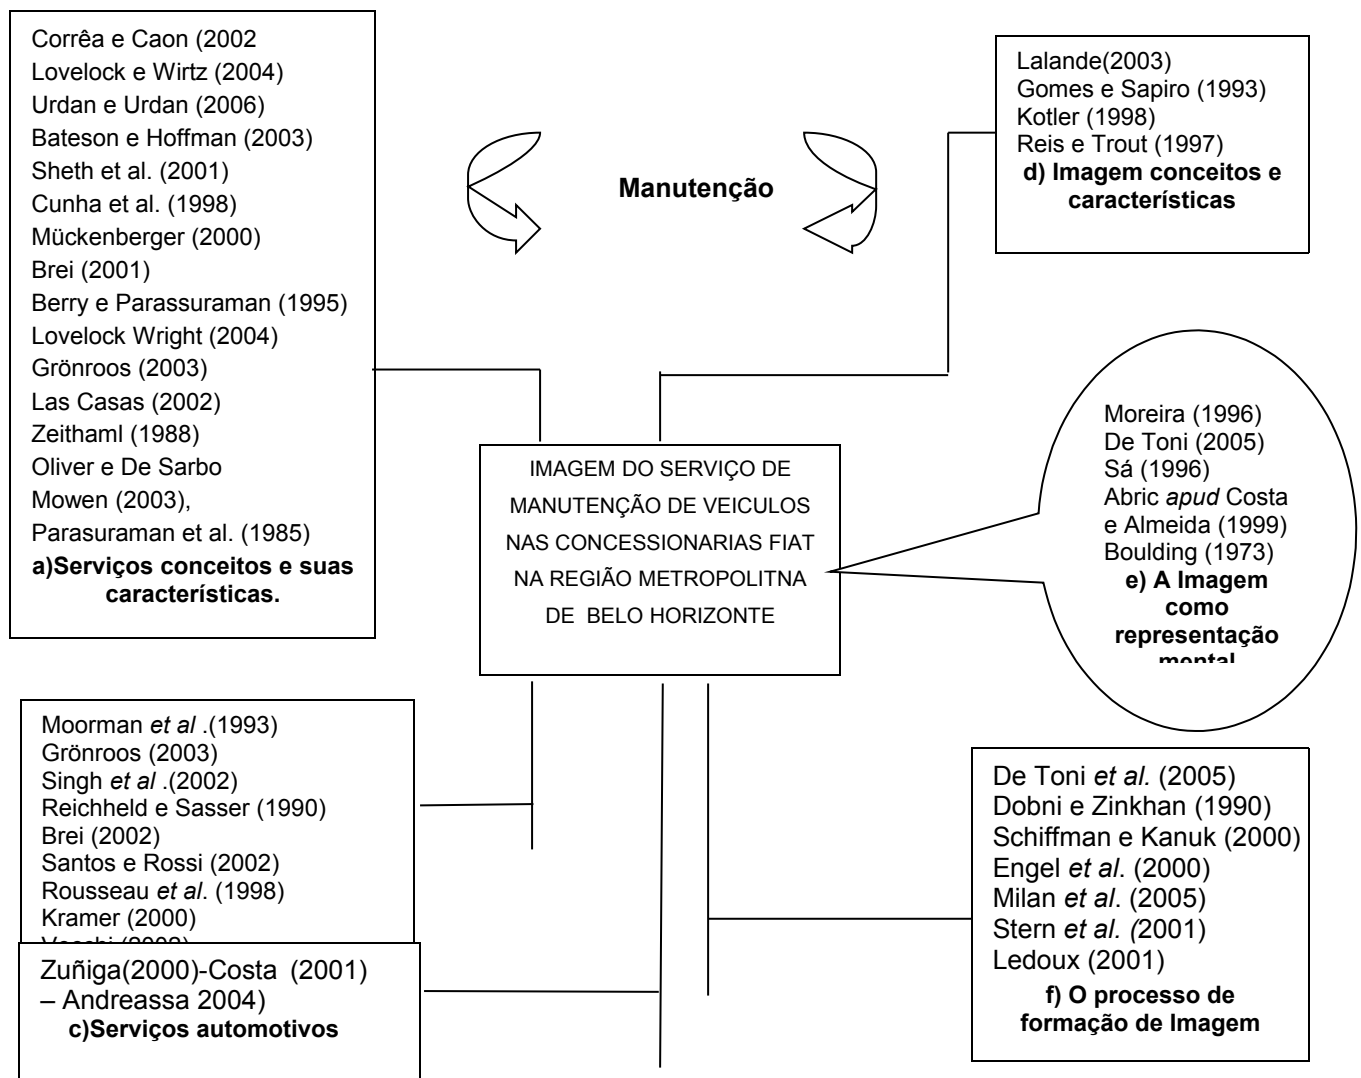 Corrêa e Caon (2002
Lovelock e Wirtz (2004)
Urdan e Urdan (2006)
Bateson e Hoffman (2003)
Sheth et al. (2001)
Cunha et al. (1998)
Mückenberger (2000)
Brei (2001)
Berry e Parassuraman (1995)
Lovelock Wright (2004)
Grönroos (2003)
Las Casas (2002)
Zeithaml (1988)
Oliver e De Sarbo
Mowen (2003),
Parasuraman et al. (1985)
a)Serviços conceitos e suas
características.
Manutenção
Lalande(2003)
Gomes e Sapiro (1993)
Kotler (1998)
Reis e Trout (1997)
d) Imagem conceitos e
características
IMAGEM DO SERVIÇO DE
MANUTENÇÃO DE VEICULOS
NAS CONCESSIONARIAS FIAT
NA REGIÃO METROPOLITNA
DE BELO HORIZONTE
Moreira (1996)
De Toni (2005)
Sá (1996)
Abric apud Costa
e Almeida (1999)
Boulding (1973)
e) A Imagem
como
representação
mental
Moorman et al .(1993)
Grönroos (2003)
Singh et al .(2002)
Reichheld e Sasser (1990)
Brei (2002)
Santos e Rossi (2002)
Rousseau et al. (1998)
Kramer (2000)
Zuñiga(2000)-Costa (2001)
– Andreassa 2004)
c)Serviços automotivos
De Toni et al. (2005)
Dobni e Zinkhan (1990)
Schiffman e Kanuk (2000)
Engel et al. (2000)
Milan et al. (2005)
Stern et al. (2001)
Ledoux (2001)
f) O processo de
formação de Imagem